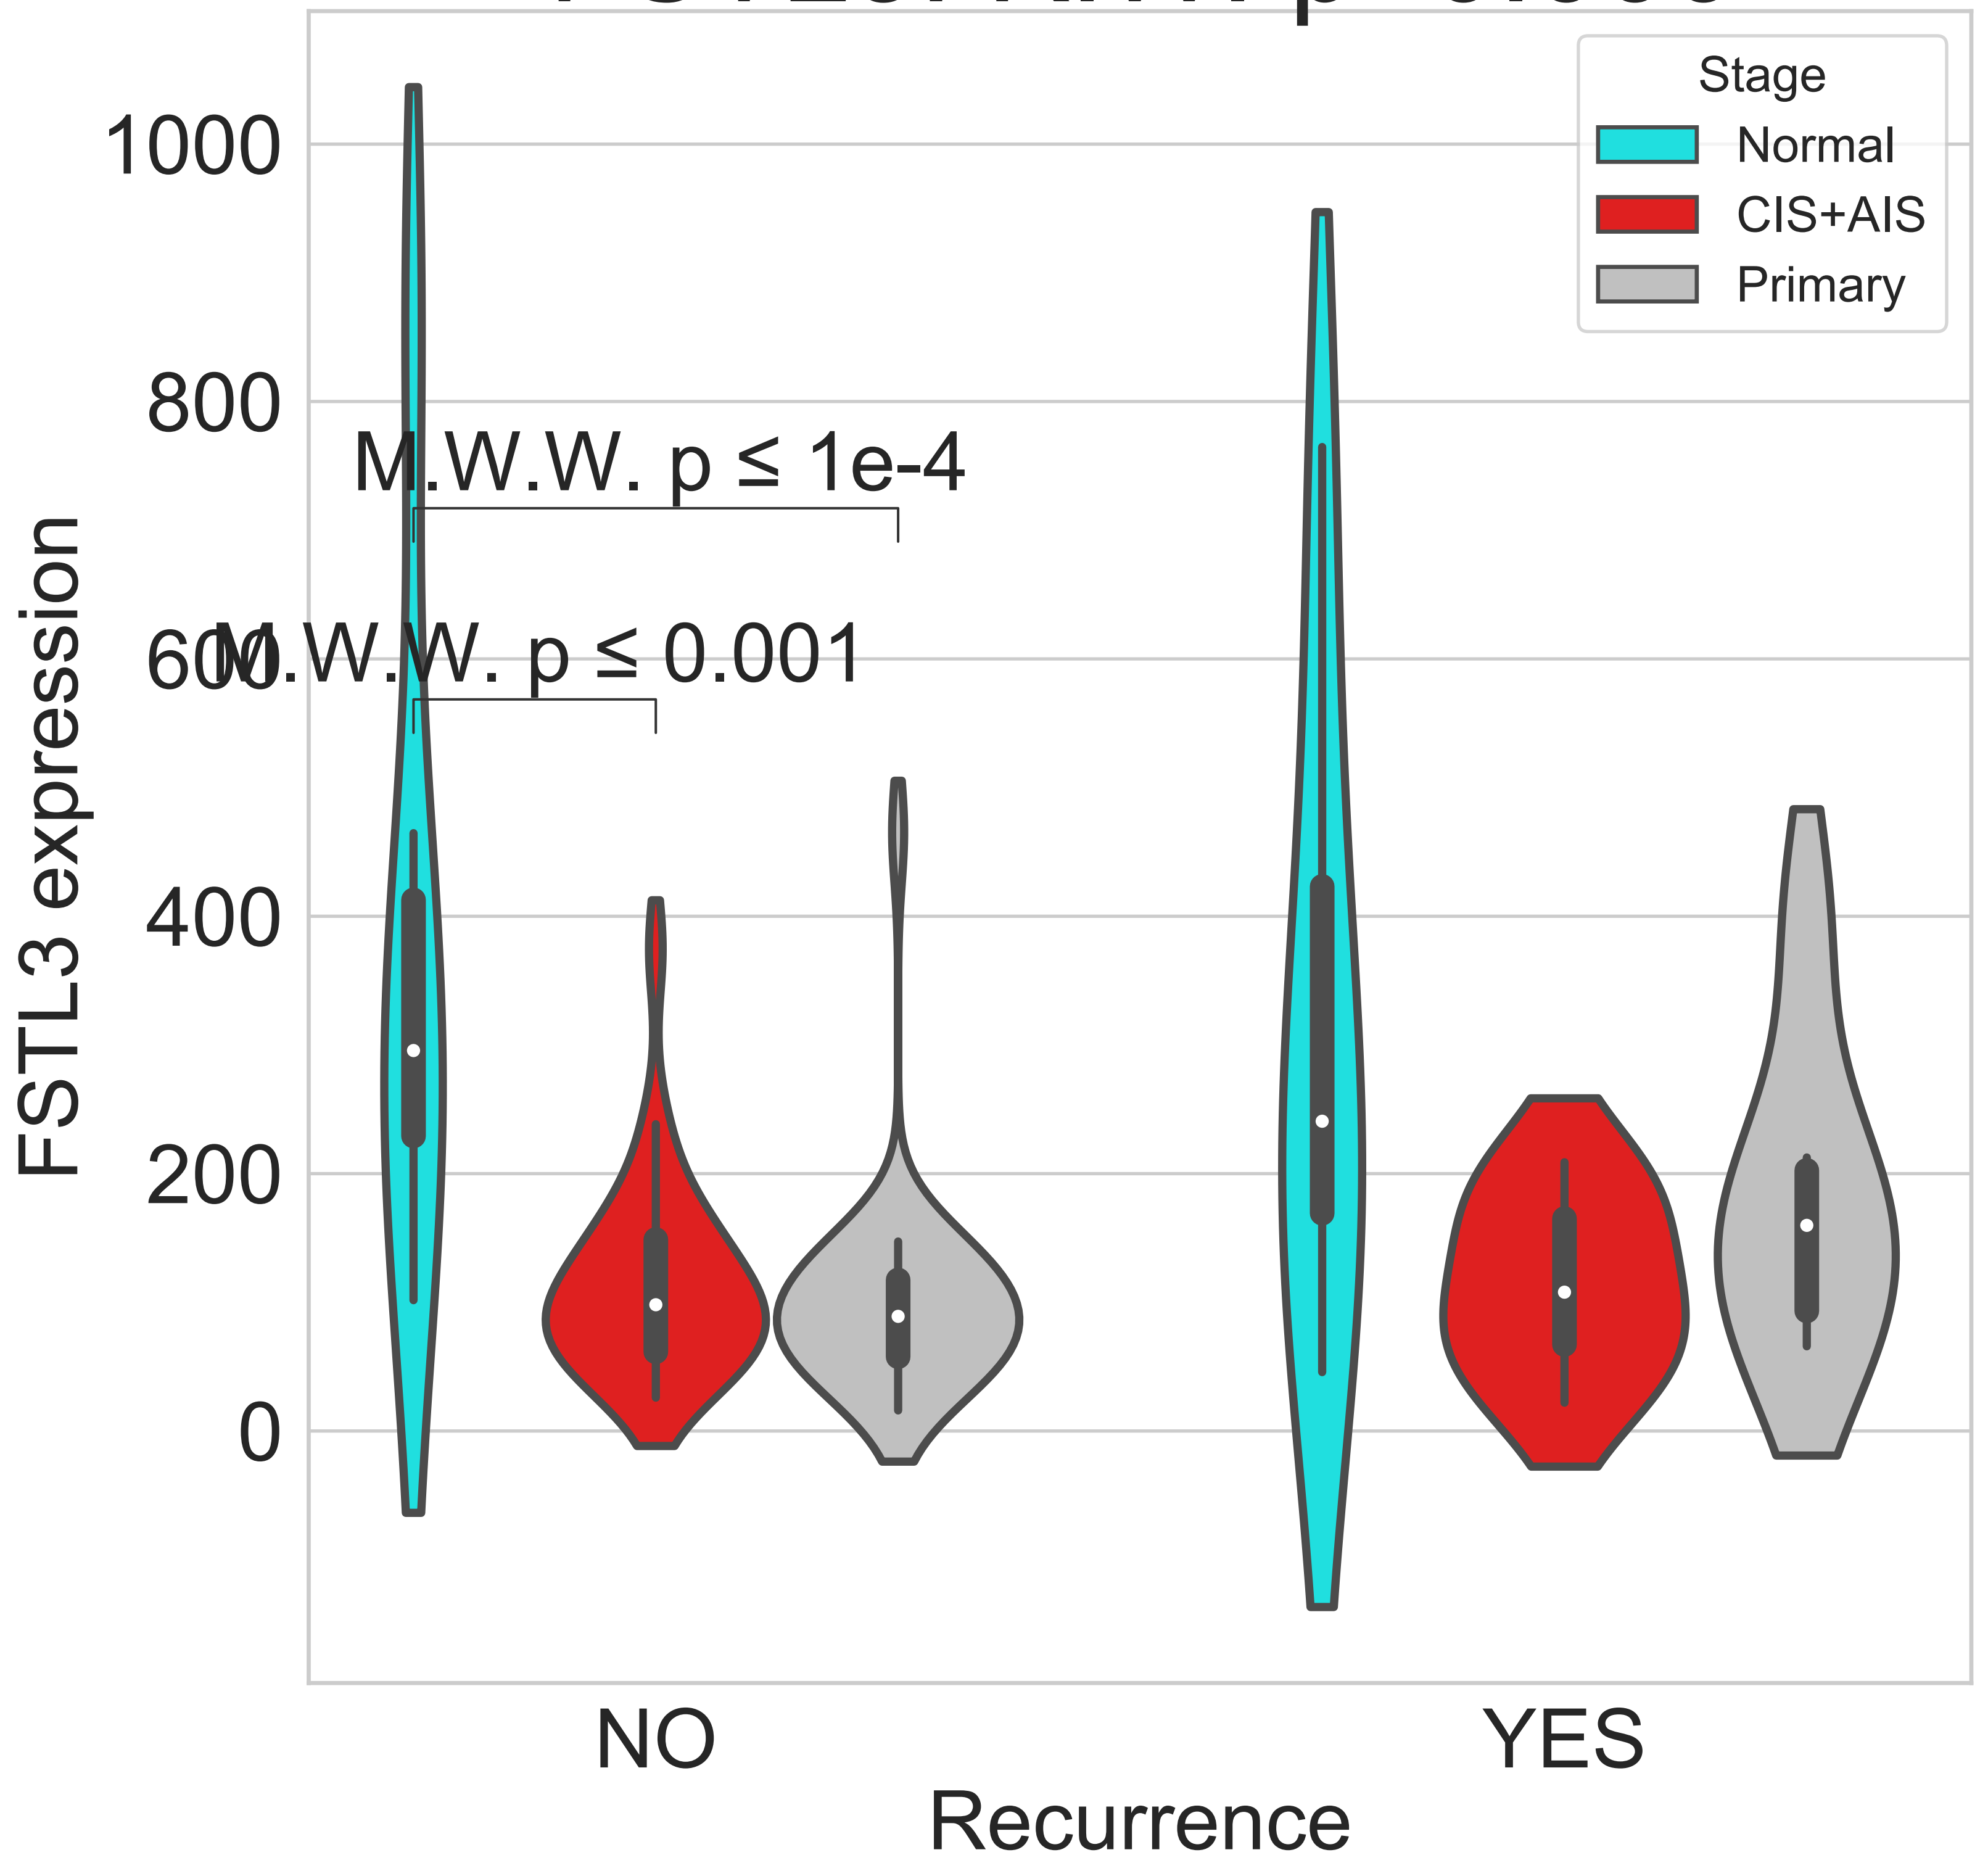 Stage
Normal
CIS+AIS
Primary
1000
800
600
400
200
0
M.W.W. p ≤ 1e-4
M.W.W. p ≤ 0.001
FSTL3 expression
NO
YES
Recurrence